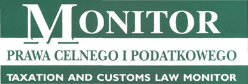 MONITOR
PRAWA CELNEGO I PODATKOWEGO
TAXATION AND CUSTOMS LAW MONITOR